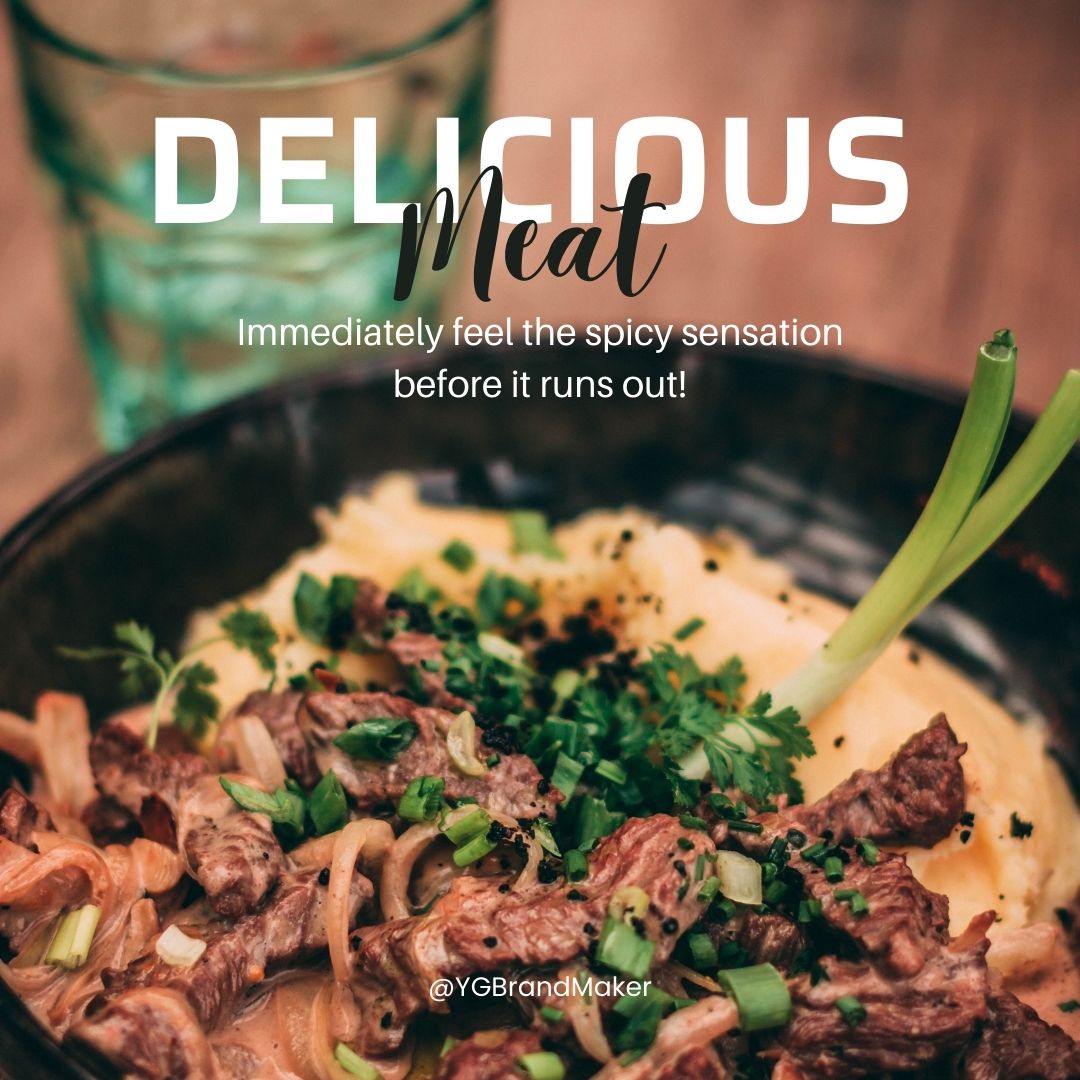 DELICIOUS
Meat
Immediately feel the spicy sensation
before it runs out!
@YGBrandMaker